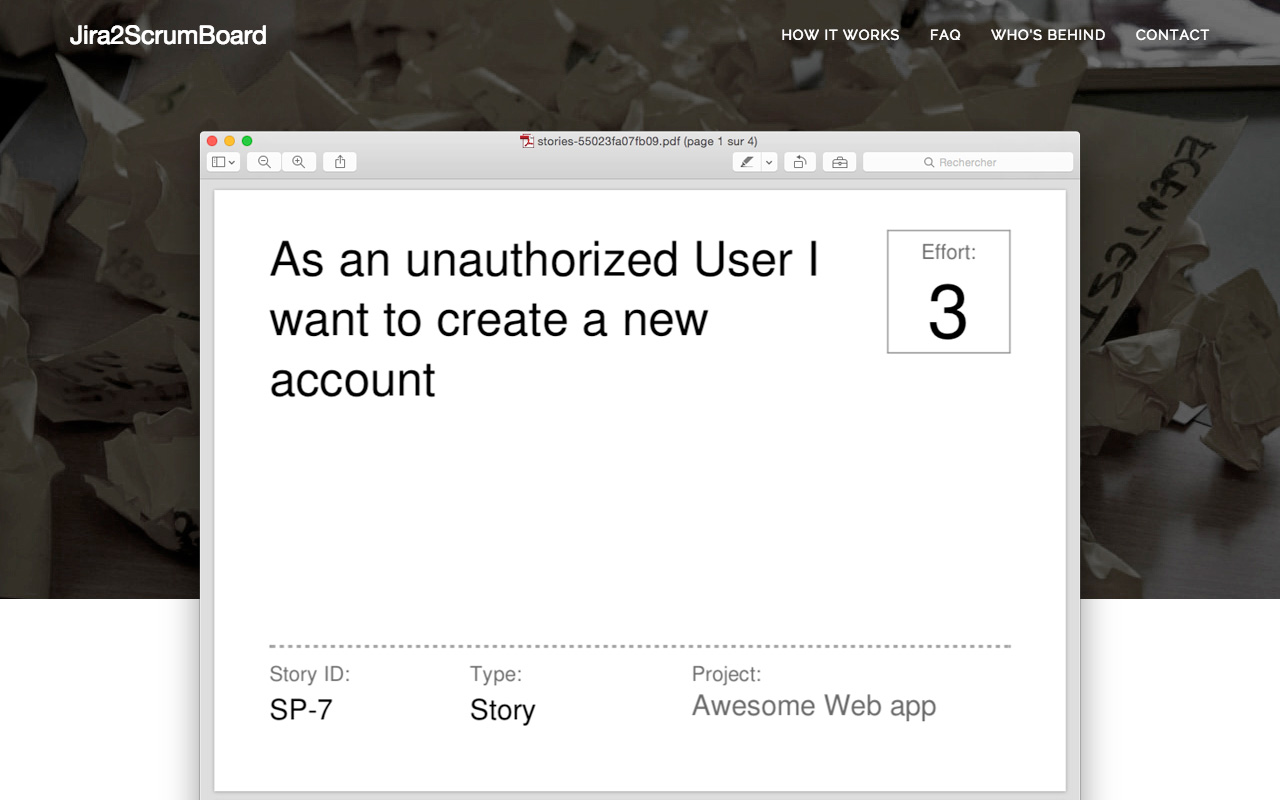 Jira2ScrumBoard
HOW IT WORKS FAQ WHO'S BEHIND CONTACT
stories-55023fa07fb09.pdf (page 1 sur 4)
Rechercher
As an unauthorized User I
want to create a new
account
Effort:
3
Story ID: Type: Project:
SP-7 Story Awesome Web app